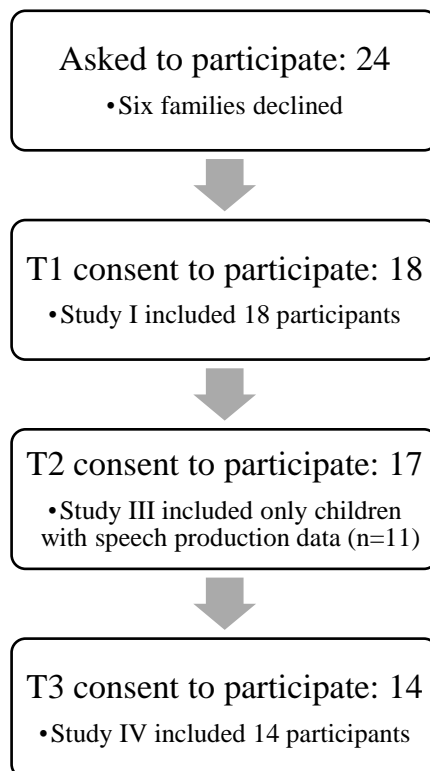 Asked to participate: 24
•Six families declined
T1 consent to participate: 18
•Study I included 18 participants
T2 consent to participate: 17
•Study III included only children
with speech production data (n=11)
T3 consent to participate: 14
•Study IV included 14 participants